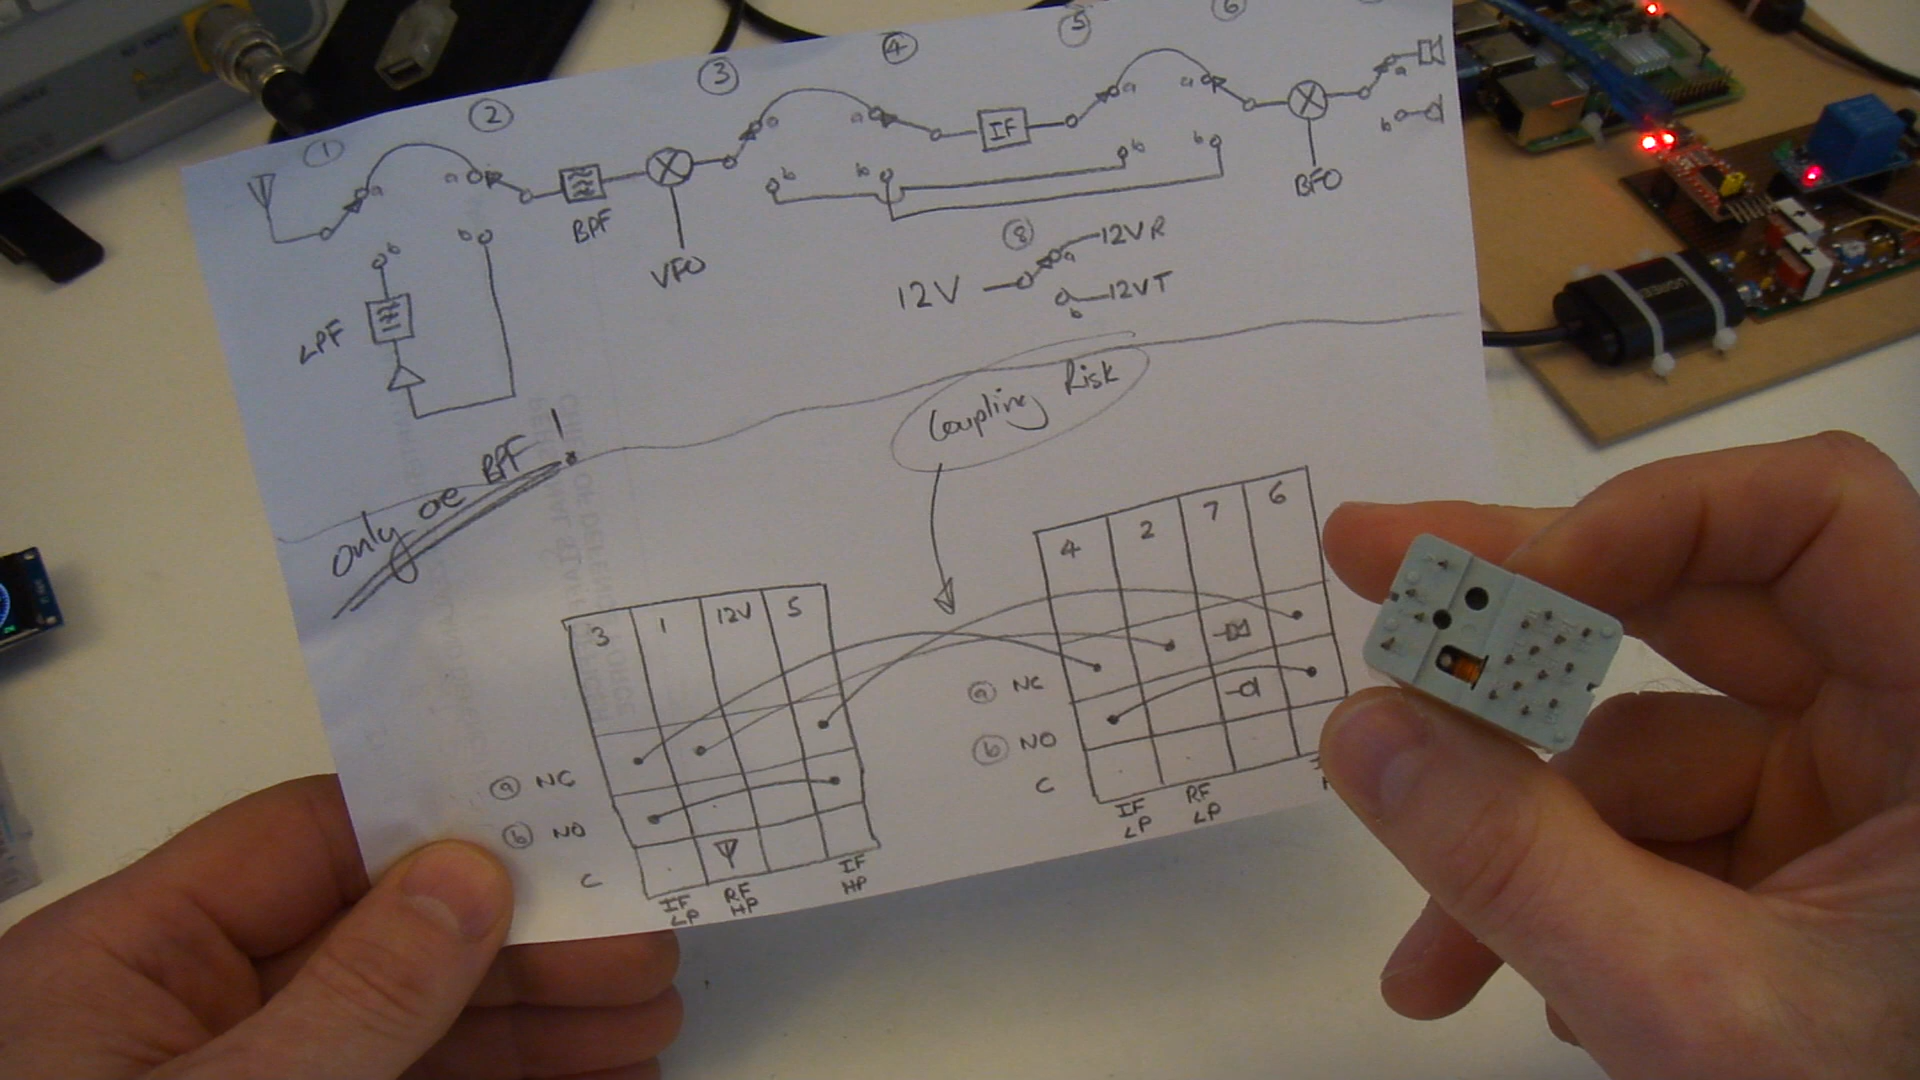 ① ② ③ ④ ⑤ ⑥
a a a a a a a
b b b b b b b
IF
BPF
VFO
BFO
LPF
⑧
12V a 12VR
b 12VT
only one BPF!
Coupling Risk
3 1 12V 5
ⓐ NC
ⓑ NO
C
IF LP
RF HP
IF HP
4 2 7 6
ⓐ NC
ⓑ NO
C
IF LP
RF LP
UGREEN